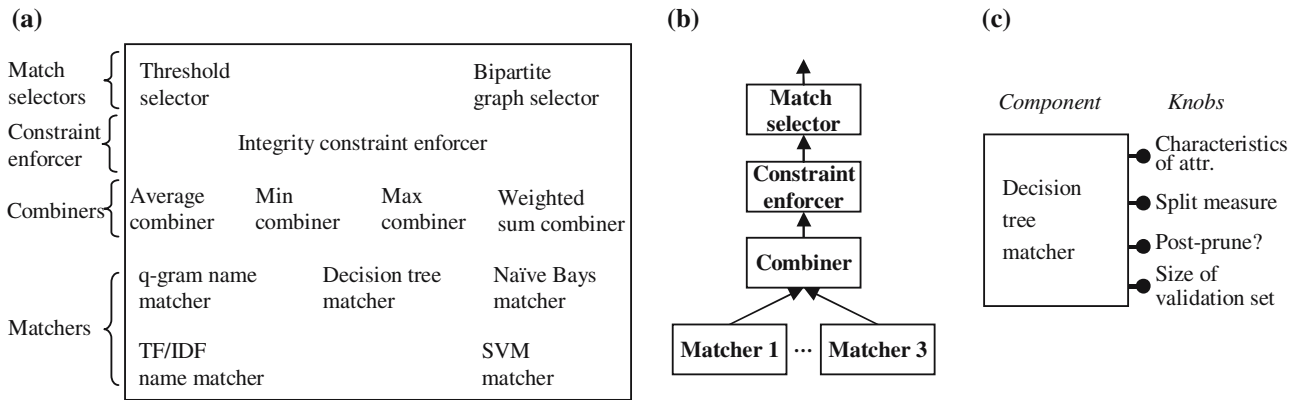 (a)
Match
selectors
Threshold
selector
Bipartite
graph selector
Constraint
enforcer
Integrity constraint enforcer
Combiners
Average
combiner
Min
combiner
Max
combiner
Weighted
sum combiner
Matchers
q-gram name
matcher
Decision tree
matcher
Naïve Bays
matcher
TF/IDF
name matcher
SVM
matcher
(b)
Match
selector
Constraint
enforcer
Combiner
Matcher 1
...
Matcher 3
(c)
Component
Knobs
Decision
tree
matcher
Characteristics
of attr.
Split measure
Post-prune?
Size of
validation set